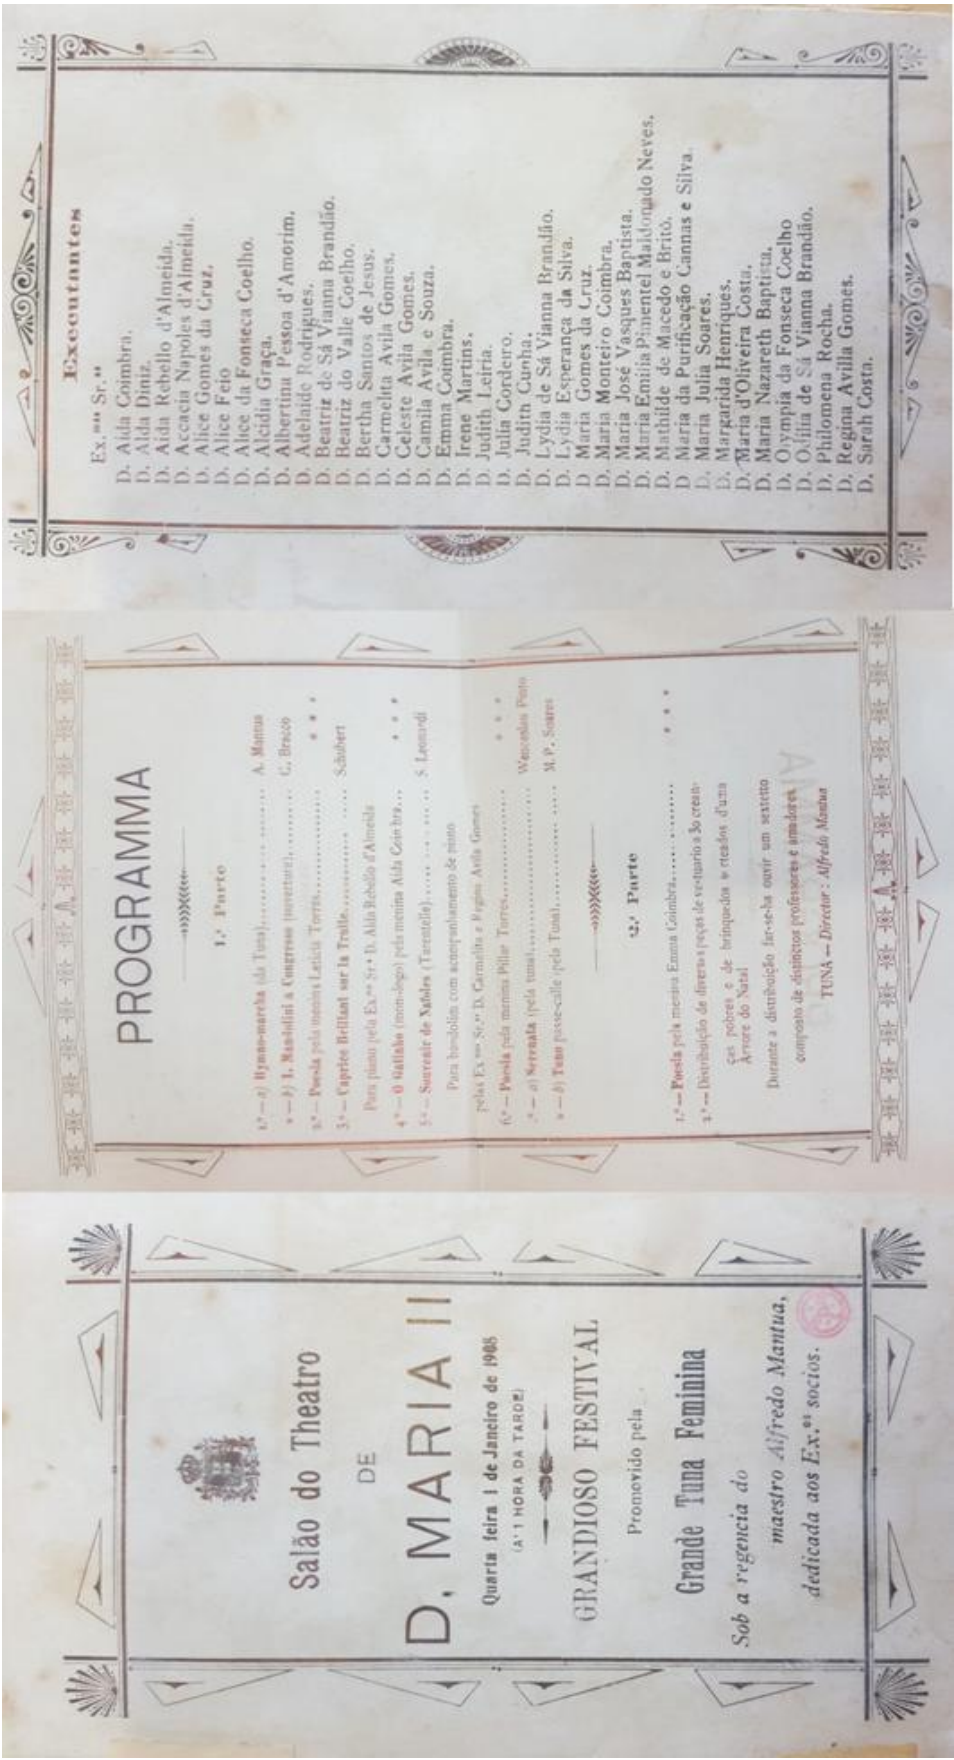 Salão do Theatro
DE
D. MARIA II
Quarta feira 1 de Janeiro de 1908
(A' 1 HORA DA TARDE)
GRANDIOSO FESTIVAL
Promovido pela
Grande Tuna Feminina
Sob a regencia do
maestro Alfredo Mantua,
dedicada aos Ex.ᵒˢ socios.
PROGRAMMA
1.ª Parte
1.º — a) Hymno-marcha (da Tuna) A. Mantua
» — b) I. Mandolini a Congresso (ouverture) C. Bracco
2.º — Poesia pela menina Leticia Torres * * *
3.º — Caprice Brillant sur la Truite Schubert
Para piano pela Ex.ᵐᵃ Sr.ª D. Aida Rebello d'Almeida
4.º — O Gatinho (monologo) pela menina Aida Coimbra * * *
5.º — Souvenir de Napoles (Tarentelle) S Leonardi
Para bandolim com acompanhamento de piano
pelas Ex.ᵐᵃˢ Sr.ᵃˢ D. Carmelita e Regina Avila Gomes
6.º — Poesia pela menina Pillar Torres * * *
7.º — a) Serenata (pela tuna) Wenceslau Pinto
» — b) Tuno passe-calle (pela Tuna) M. P. Soares
2.ª Parte
1.º — Poesia pela menina Emma Coimbra * * *
2.º — Distribuição de diversas peças de vestuario a 30 crean-
ças pobres e de brinquedos sorteados d'uma
Arvore do Natal
Durante a distribuição far-se-ha ouvir um sextetto
composto de distinctos professores e amadores
TUNA — Director: Alfredo Mantua
Executantes
Ex.ᵐᵃˢ Sr.ᵃˢ
D. Aida Coimbra.
D. Alda Diniz.
D. Aida Rebello d'Almeida.
D. Accacia Napoles d'Almeida.
D. Alice Gomes da Cruz.
D. Alice Feio
D. Alice da Fonseca Coelho.
D. Alcidia Graça.
D. Albertina Pessoa d'Amorim.
D. Adelaide Rodrigues.
D. Beatriz de Sá Vianna Brandão.
D. Beatriz do Valle Coelho.
D. Bertha Santos de Jesus.
D. Carmelita Avila Gomes.
D. Celeste Avila Gomes.
D. Camila Avila e Souza.
D. Emma Coimbra.
D. Irene Martins.
D. Judith Leiria.
D. Julia Cordeiro.
D. Judith Cunha.
D. Lydia de Sá Vianna Brandão.
D. Lydia Esperança da Silva.
D Maria Gomes da Cruz.
D. Maria Monteiro Coimbra.
D. Maria José Vasques Baptista.
D. Maria Emilia Pimentel Maldonado Neves.
D. Mathilde de Macedo e Brito.
D Maria da Purificação Cannas e Silva.
D. Maria Julia Soares.
D. Margarida Henriques.
D. Maria d'Oliveira Costa.
D. Maria Nazareth Baptista.
D. Olympia da Fonseca Coelho
D. Ofilia de Sá Vianna Brandão.
D. Philomena Rocha.
D. Regina Avilla Gomes.
D. Sarah Costa.